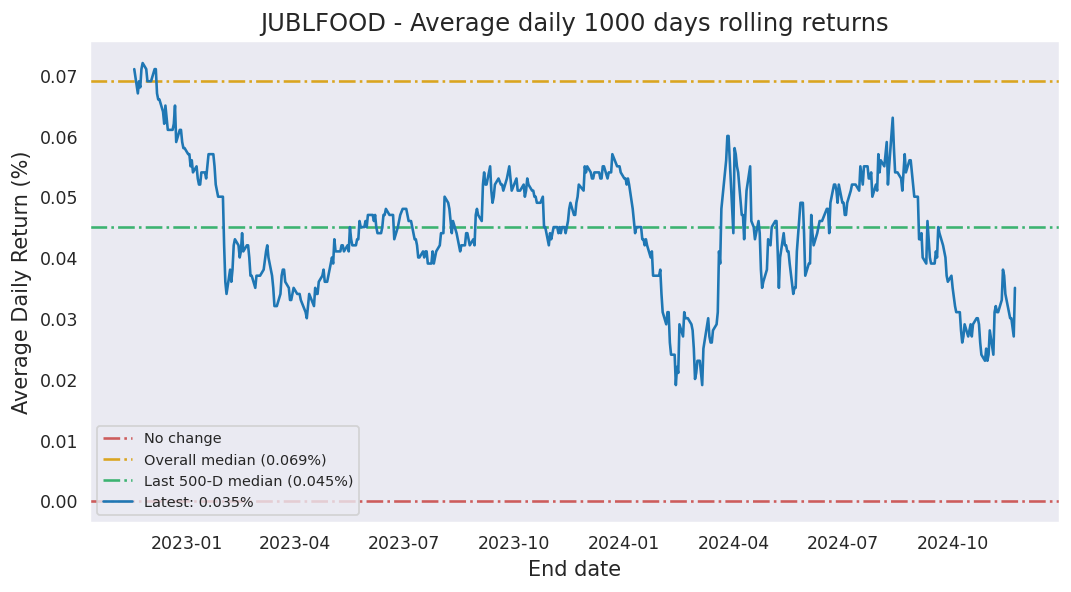 JUBLFOOD - Average daily 1000 days rolling returns
Average Daily Return (%)
0.07
0.06
0.05
0.04
0.03
0.02
0.01
0.00
No change
Overall median (0.069%)
Last 500-D median (0.045%)
Latest: 0.035%
2023-01 2023-04 2023-07 2023-10 2024-01 2024-04 2024-07 2024-10
End date